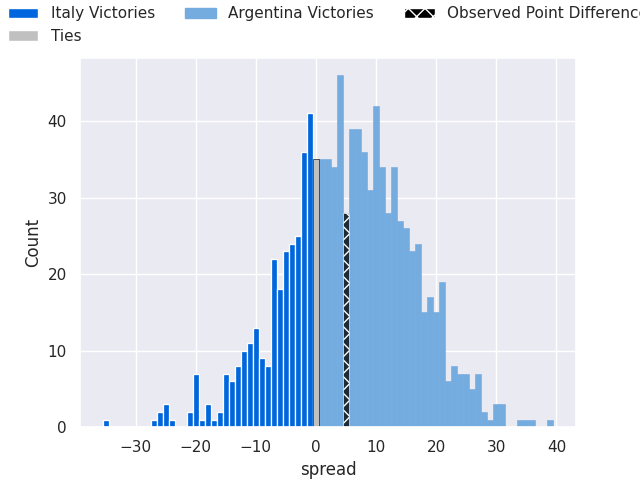 Italy Victories
Argentina Victories
Observed Point Difference
Ties
Count
40
30
20
10
0
−30
−20
−10
0
10
20
30
40
spread